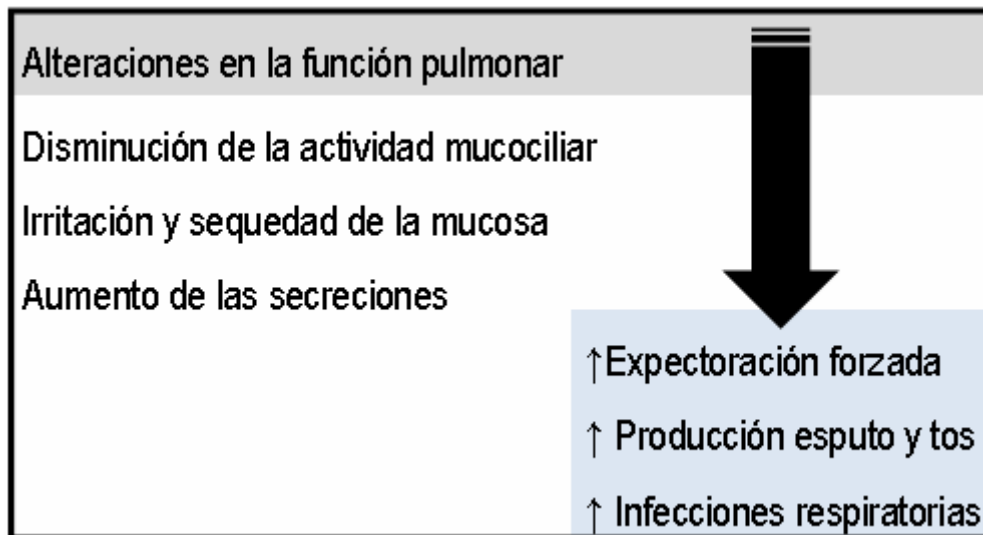 Alteraciones en la función pulmonar
Disminución de la actividad mucociliar
Irritación y sequedad de la mucosa
Aumento de las secreciones
↑Expectoración forzada
↑ Producción esputo y tos
↑ Infecciones respiratorias